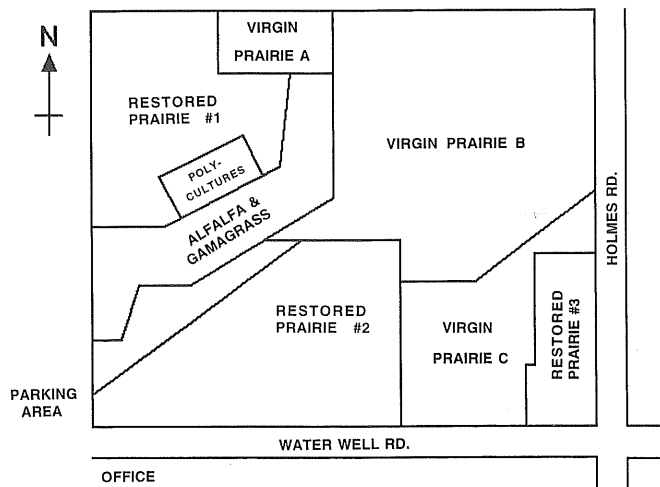 N
VIRGIN
PRAIRIE A
RESTORED
PRAIRIE #1
VIRGIN PRAIRIE B
POLY-
CULTURES
ALFALFA &
GAMAGRASS
HOLMES RD.
RESTORED
PRAIRIE #2
VIRGIN
PRAIRIE C
RESTORED
PRAIRIE #3
PARKING
AREA
WATER WELL RD.
OFFICE